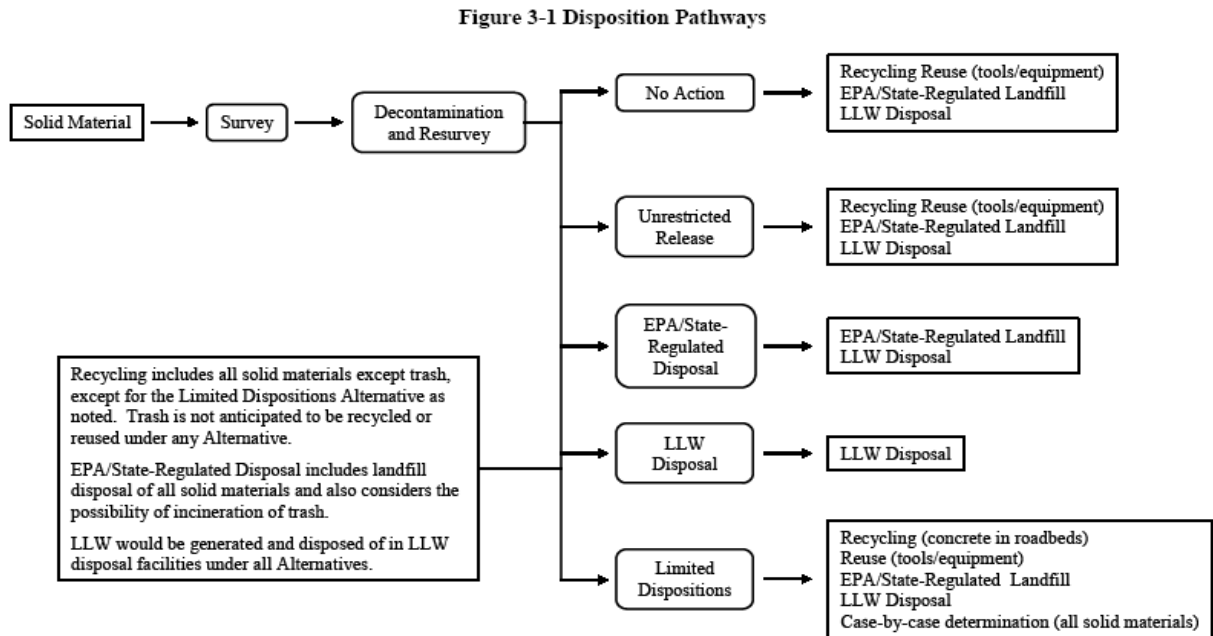 Figure 3-1 Disposition Pathways
Solid Material
Survey
Decontamination
and Resurvey
No Action
Recycling Reuse (tools/equipment)
EPA/State-Regulated Landfill
LLW Disposal
Unrestricted
Release
Recycling Reuse (tools/equipment)
EPA/State-Regulated Landfill
LLW Disposal
EPA/State-
Regulated
Disposal
EPA/State-Regulated Landfill
LLW Disposal
Recycling includes all solid materials except trash,
except for the Limited Dispositions Alternative as
noted. Trash is not anticipated to be recycled or
reused under any Alternative.
EPA/State-Regulated Disposal includes landfill
disposal of all solid materials and also considers the
possibility of incineration of trash.
LLW would be generated and disposed of in LLW
disposal facilities under all Alternatives.
LLW
Disposal
LLW Disposal
Limited
Dispositions
Recycling (concrete in roadbeds)
Reuse (tools/equipment)
EPA/State-Regulated Landfill
LLW Disposal
Case-by-case determination (all solid materials)